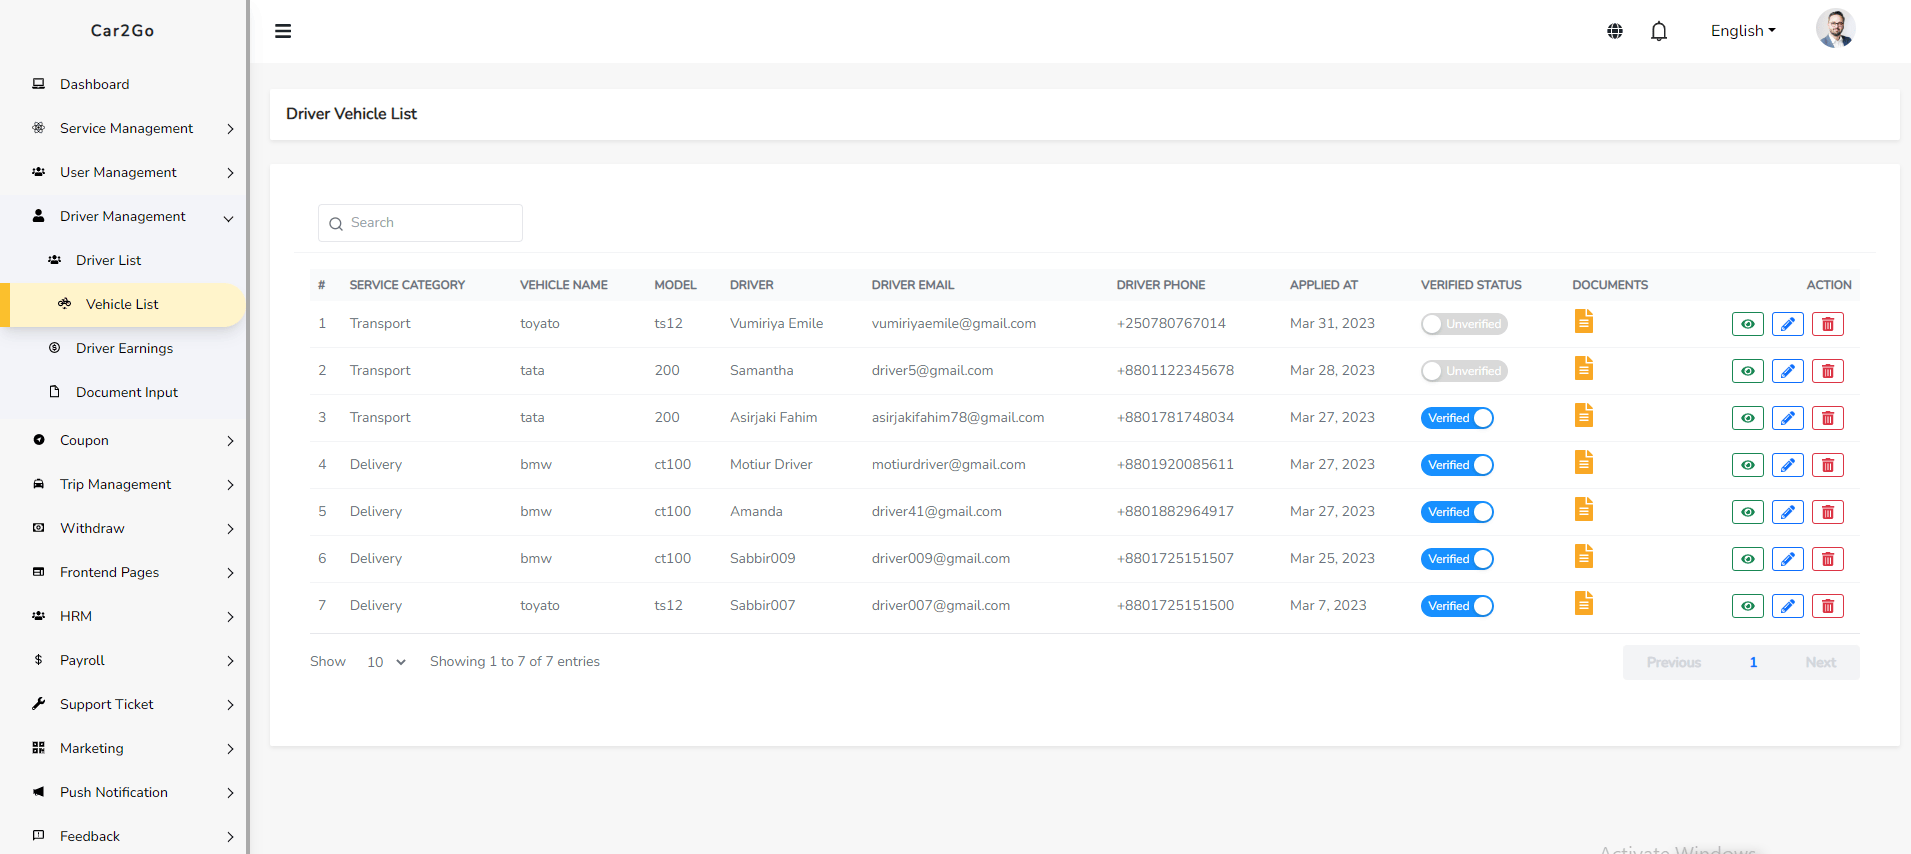 Car2Go
English
Dashboard
Service Management
User Management
Driver Management
Driver List
Vehicle List
Driver Earnings
Document Input
Coupon
Trip Management
Withdraw
Frontend Pages
HRM
Payroll
Support Ticket
Marketing
Push Notification
Feedback
Driver Vehicle List
Search
# SERVICE CATEGORY VEHICLE NAME MODEL DRIVER DRIVER EMAIL DRIVER PHONE APPLIED AT VERIFIED STATUS DOCUMENTS ACTION
1 Transport toyato ts12 Vumiriya Emile vumiriyaemile@gmail.com +250780767014 Mar 31, 2023 Unverified
2 Transport tata 200 Samantha driver5@gmail.com +8801122345678 Mar 28, 2023 Unverified
3 Transport tata 200 Asirjaki Fahim asirjakifahim78@gmail.com +8801781748034 Mar 27, 2023 Verified
4 Delivery bmw ct100 Motiur Driver motiurdriver@gmail.com +8801920085611 Mar 27, 2023 Verified
5 Delivery bmw ct100 Amanda driver41@gmail.com +8801882964917 Mar 27, 2023 Verified
6 Delivery bmw ct100 Sabbir009 driver009@gmail.com +8801725151507 Mar 25, 2023 Verified
7 Delivery toyato ts12 Sabbir007 driver007@gmail.com +8801725151500 Mar 7, 2023 Verified
Show 10 Showing 1 to 7 of 7 entries Previous 1 Next
Activate Windows